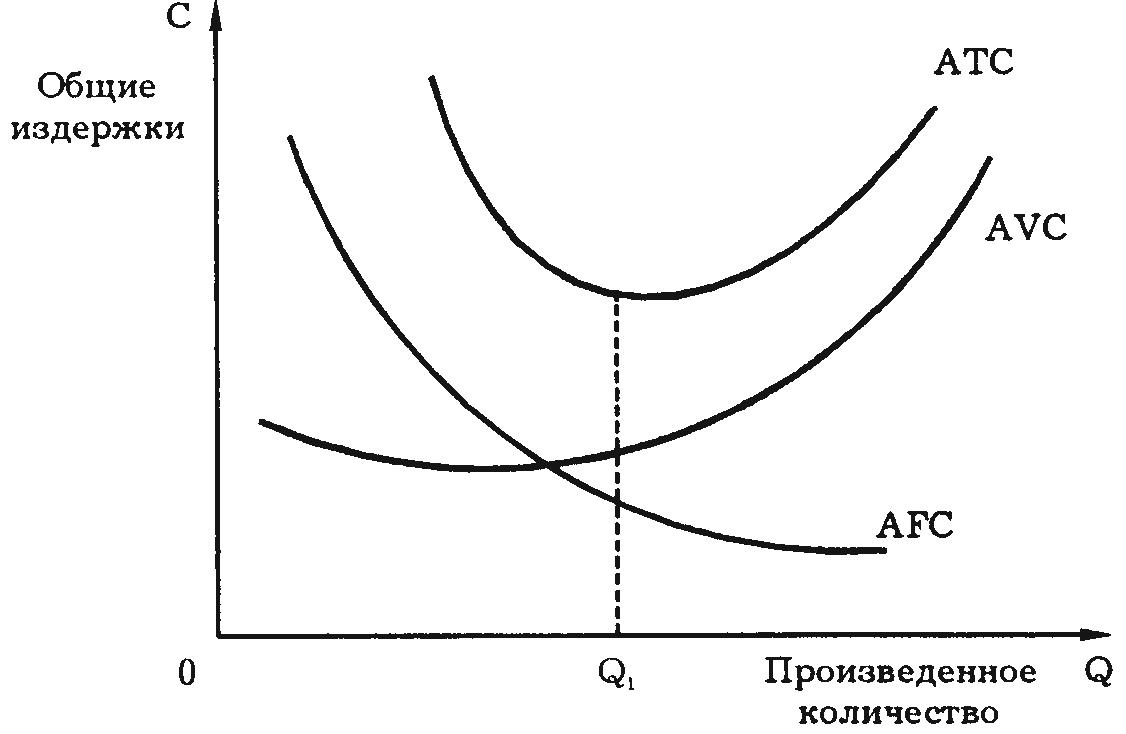 C
Общие
издержки
ATC
AVC
AFC
0
Q₁
Произведенное
количество
Q